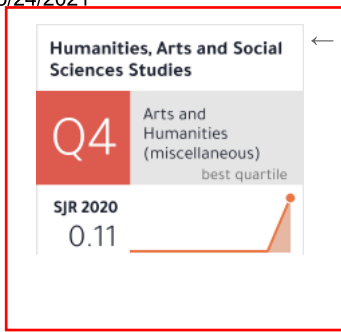 Humanities, Arts and Social
Sciences Studies
←
Q4
Arts and
Humanities
(miscellaneous)
best quartile
SJR 2020
0.11